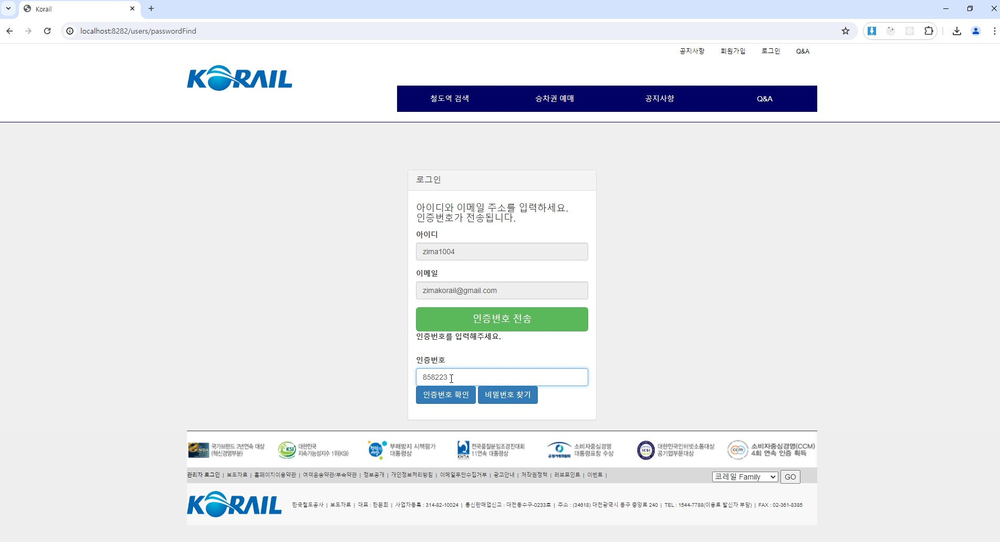 Korail
localhost:8282/users/passwordFind
공지사항 회원가입 로그인 Q&A
KORAIL
철도역 검색 승차권 예매 공지사항 Q&A
로그인
아이디와 이메일 주소를 입력하세요.
인증번호가 전송됩니다.
아이디
zima1004
이메일
zimakorail@gmail.com
인증번호 전송
인증번호를 입력해주세요.
인증번호
858223
인증번호 확인 비밀번호 찾기
국가브랜드 2년연속 대상
(혁신경영부문)
KSI 대한민국
지속가능성지수 1위(KSI)
부패방지 시책평가
대통령상
전국품질분임조경진대회
11연속 대통령상
소비자중심경영
대통령표창 수상
ICSI 대한민국인터넷소통대상
공기업부문대상
ccm 소비자중심경영(CCM)
4회 연속 인증 획득
관리자 로그인 | 보도자료 | 홈페이지이용약관 | 여객운송약관/부속약관 | 정보공개 | 개인정보처리방침 | 이메일무단수집거부 | 광고안내 | 저작권정책 | 러브포인트 | 이벤트 |
코레일 Family GO
KORAIL
한국철도공사 | 보도자료 | 대표 : 한문희 | 사업자등록 : 314-82-10024 | 통신판매업신고 : 대전동수구-0233호 | 주소 : (34618) 대전광역시 동구 중앙로 240 | TEL : 1544-7788(이용료 발신자 부담) | FAX : 02-361-8385